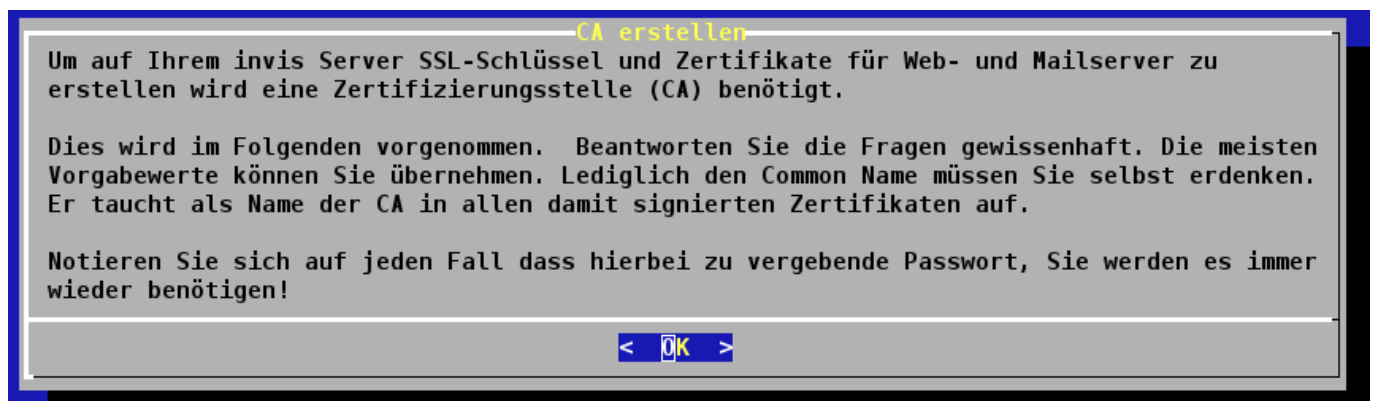 CA erstellen
Um auf Ihrem invis Server SSL-Schlüssel und Zertifikate für Web- und Mailserver zu
erstellen wird eine Zertifizierungsstelle (CA) benötigt.
Dies wird im Folgenden vorgenommen.  Beantworten Sie die Fragen gewissenhaft. Die meisten
Vorgabewerte können Sie übernehmen. Lediglich den Common Name müssen Sie selbst erdenken.
Er taucht als Name der CA in allen damit signierten Zertifikaten auf.
Notieren Sie sich auf jeden Fall dass hierbei zu vergebende Passwort, Sie werden es immer
wieder benötigen!
<  OK  >